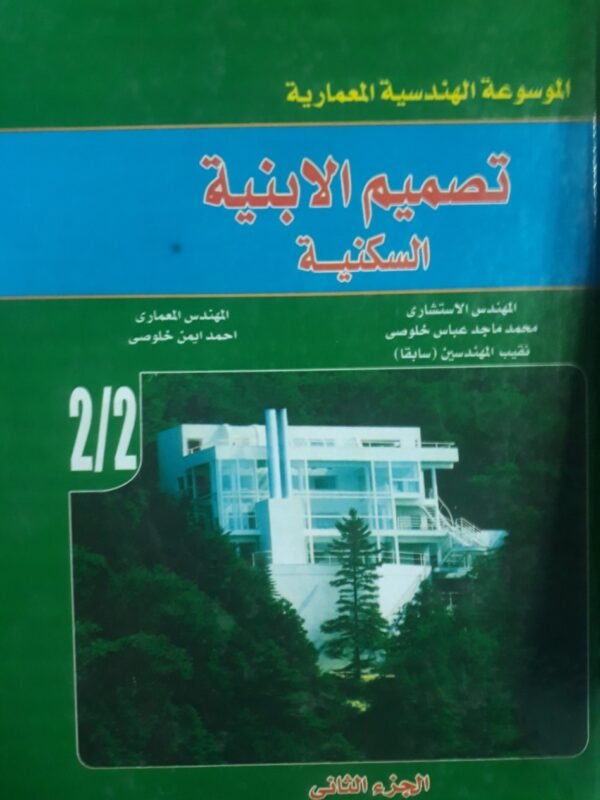 الموسوعة الهندسية المعمارية
تصميم الابنية
السكنية
المهندس الاستشارى
محمد ماجد عباس خلوصى
نقيب المهندسين (سابقا)
المهندس المعمارى
احمد ايمن خلوصى
2/2
الجزء الثانى